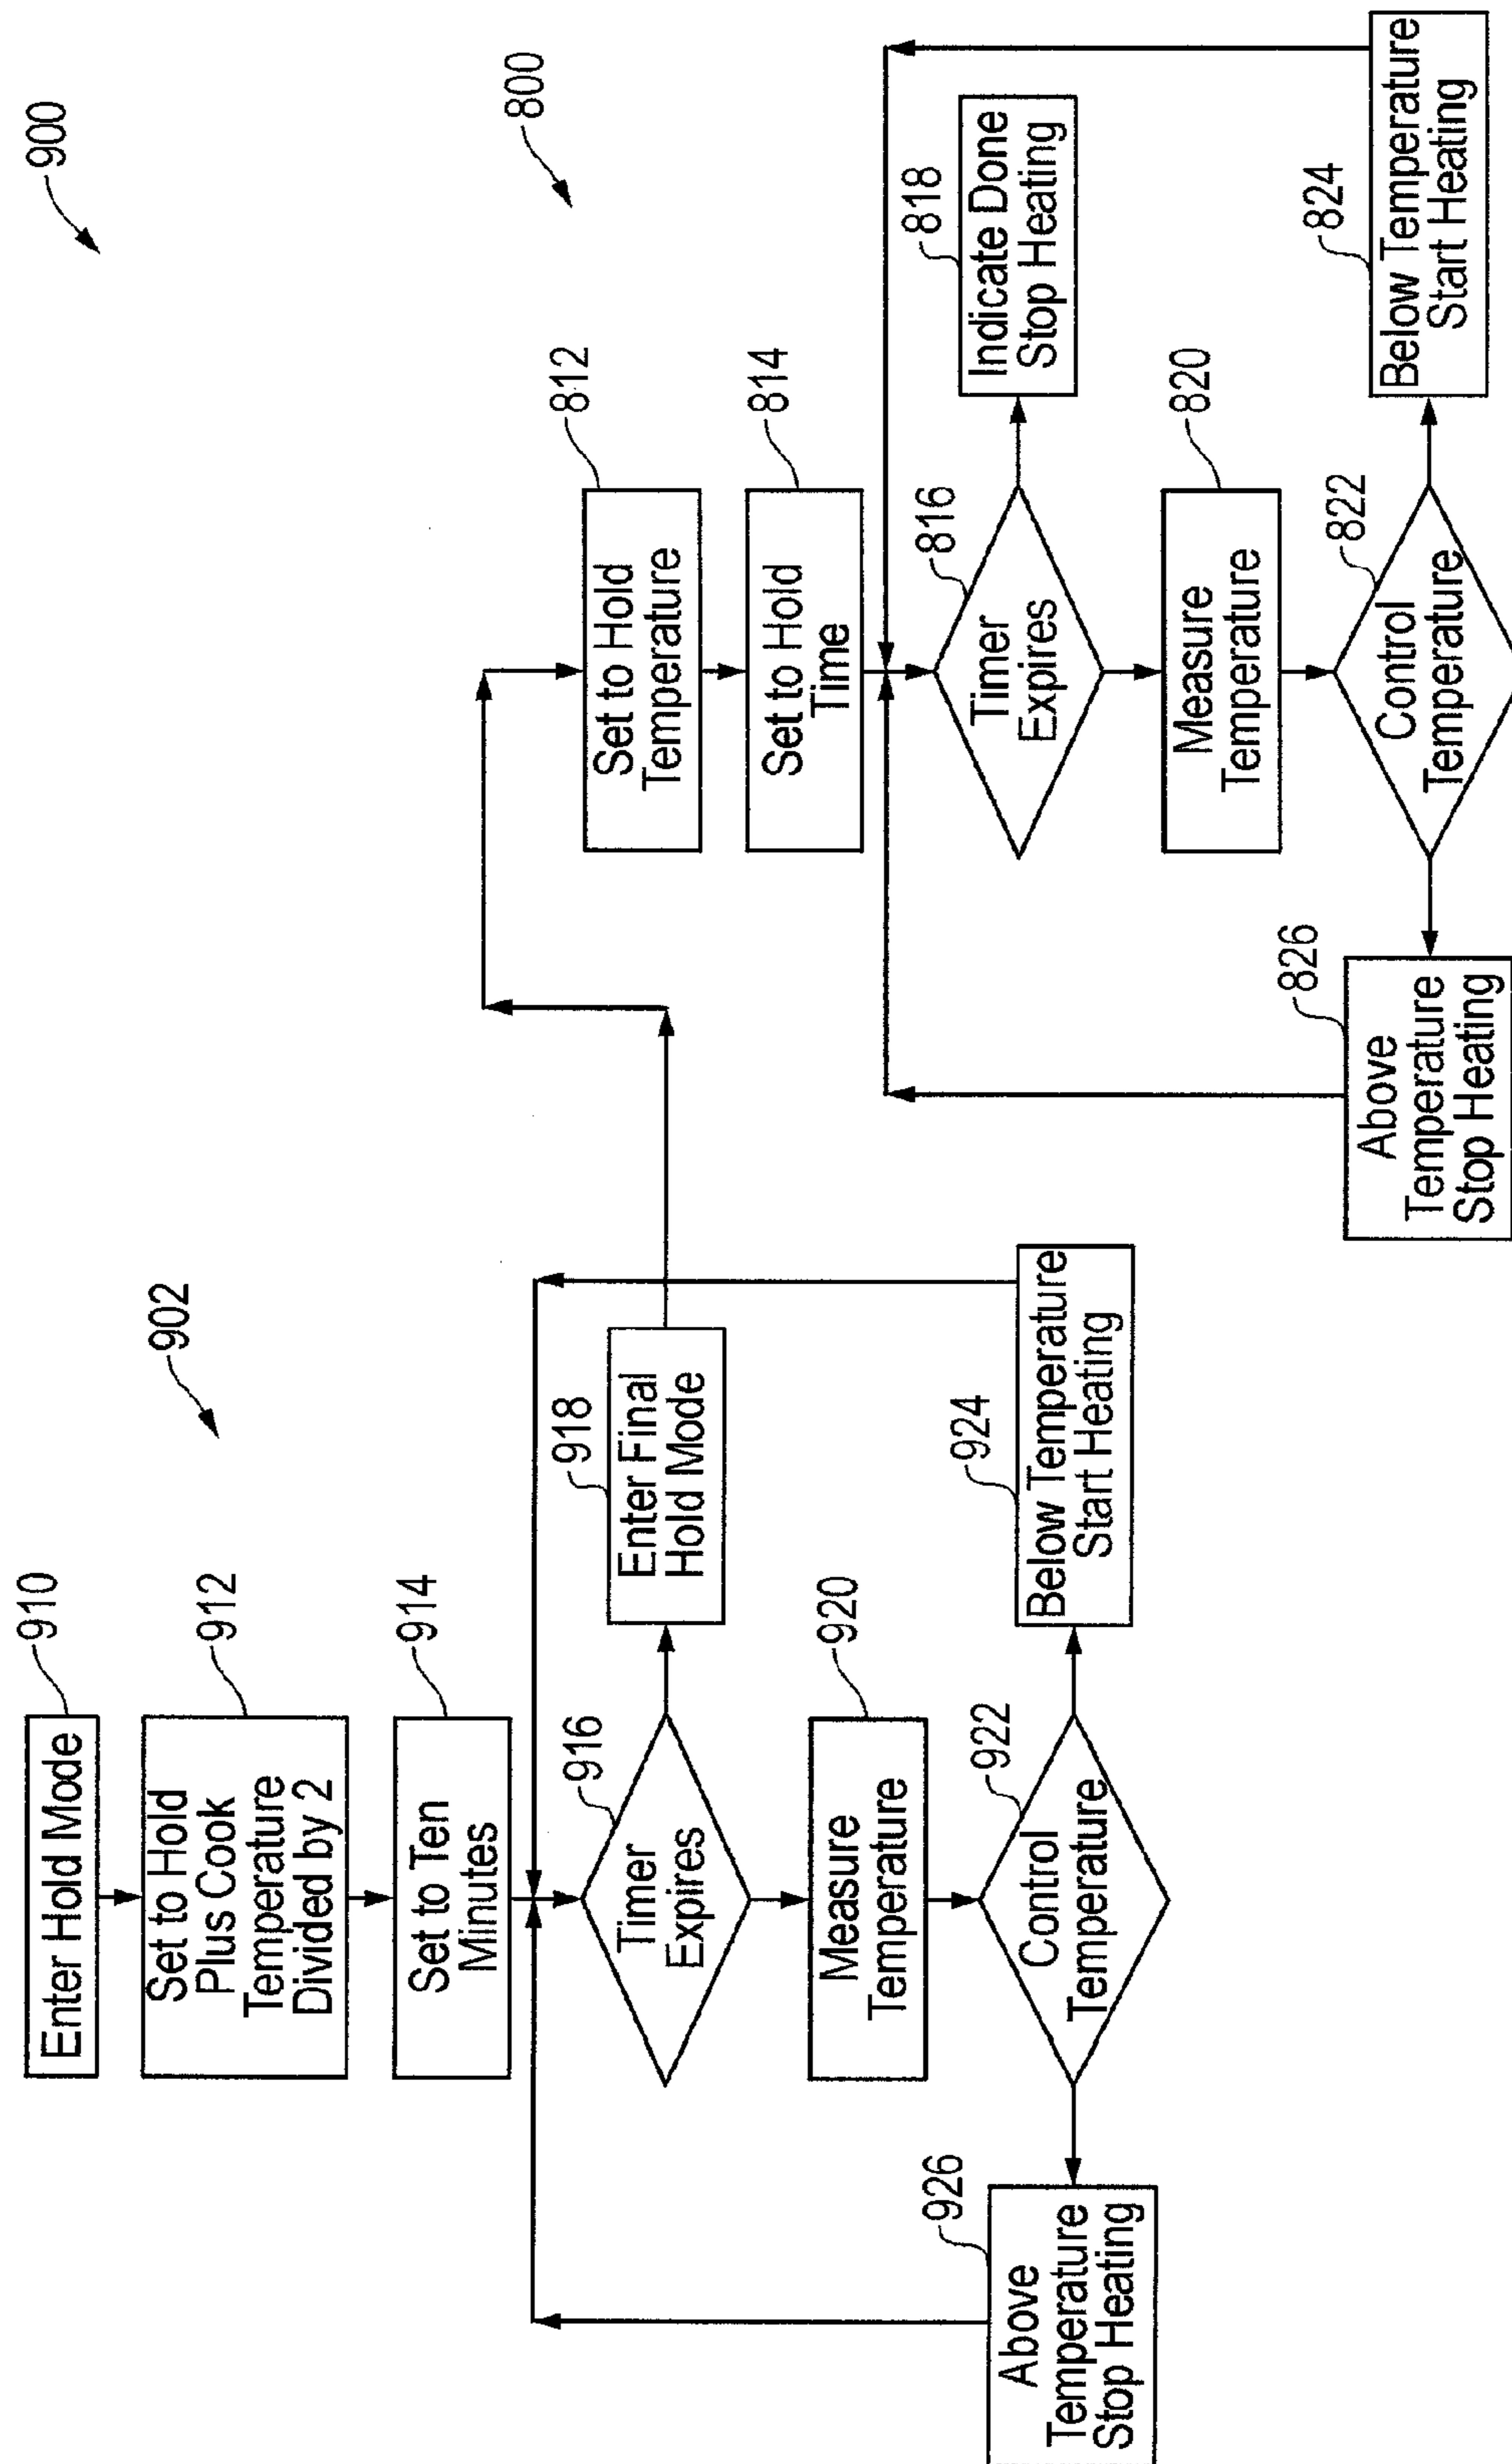 900
902
910
Enter Hold Mode
912
Set to Hold
Plus Cook
Temperature
Divided by 2
914
Set to Ten
Minutes
916
Timer
Expires
918
Enter Final
Hold Mode
920
Measure
Temperature
922
Control
Temperature
924
Below Temperature
Start Heating
926
Above
Temperature
Stop Heating
800
812
Set to Hold
Temperature
814
Set to Hold
Time
816
Timer
Expires
818
Indicate Done
Stop Heating
820
Measure
Temperature
822
Control
Temperature
824
Below Temperature
Start Heating
826
Above
Temperature
Stop Heating